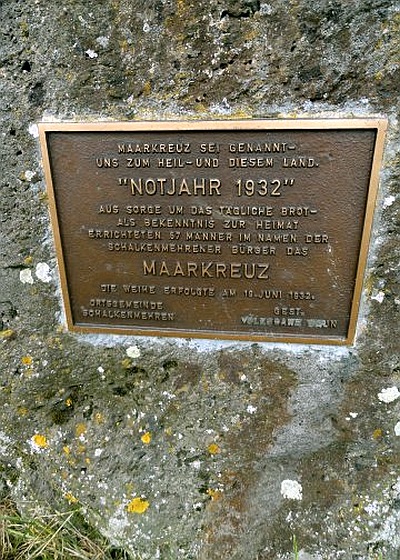 MAARKREUZ SEI GENANNT-
UNS ZUM HEIL-UND DIESEM LAND.
"NOTJAHR 1932"
AUS SORGE UM DAS TÄGLICHE BROT-
ALS BEKENNTNIS ZUR HEIMAT
ERRICHTETEN 57 MÄNNER IM NAMEN DER
SCHALKENMEHRENER BÜRGER DAS
MAARKREUZ
DIE WEIHE ERFOLGTE AM 19.JUNI 1932.
ORTSGEMEINDE GEST.
SCHALKENMEHREN VOLKSBANK DAUN